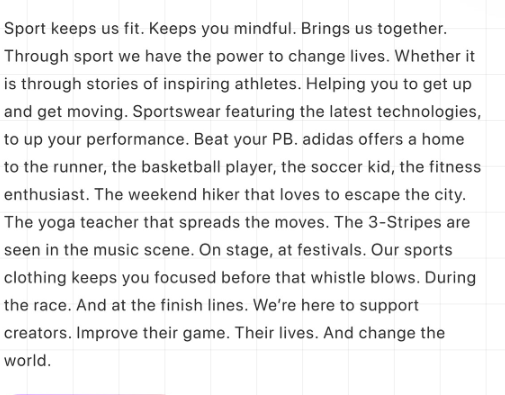 Sport keeps us fit. Keeps you mindful. Brings us together.
Through sport we have the power to change lives. Whether it
is through stories of inspiring athletes. Helping you to get up
and get moving. Sportswear featuring the latest technologies,
to up your performance. Beat your PB. adidas offers a home
to the runner, the basketball player, the soccer kid, the fitness
enthusiast. The weekend hiker that loves to escape the city.
The yoga teacher that spreads the moves. The 3-Stripes are
seen in the music scene. On stage, at festivals. Our sports
clothing keeps you focused before that whistle blows. During
the race. And at the finish lines. We’re here to support
creators. Improve their game. Their lives. And change the
world.